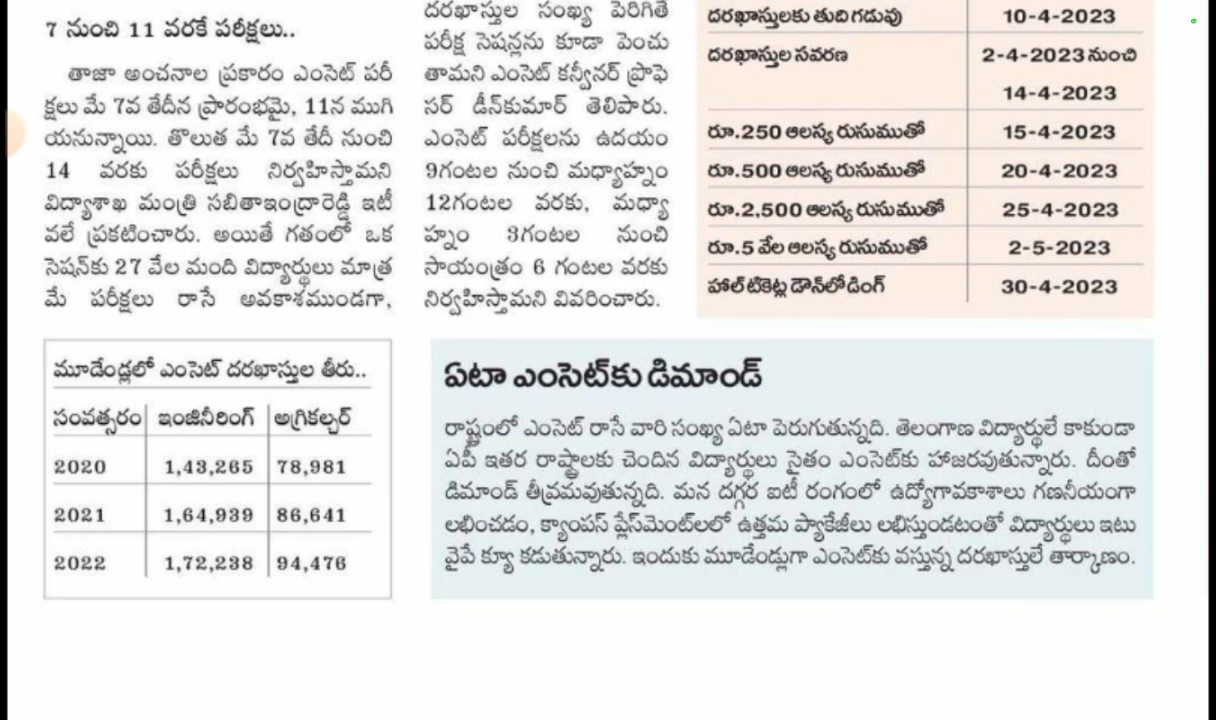 7 నుంచి 11 వరకే పరీక్షలు..
తాజా అంచనాల ప్రకారం ఎంసెట్ పరీ
క్షలు మే 7వ తేదీన ప్రారంభమై, 11న ముగి
యనున్నాయి. తొలుత మే 7వ తేదీ నుంచి
14 వరకు పరీక్షలు నిర్వహిస్తామని
విద్యాశాఖ మంత్రి సబితాఇంద్రారెడ్డి ఇటీ
వలే ప్రకటించారు. అయితే గతంలో ఒక
సెషన్‌కు 27 వేల మంది విద్యార్థులు మాత్ర
మే పరీక్షలు రాసే అవకాశముండగా,
దరఖాస్తుల సంఖ్య పెరిగితే
పరీక్ష సెషన్లను కూడా పెంచు
తామని ఎంసెట్ కన్వీనర్ ప్రొఫె
సర్ డీన్‌కుమార్ తెలిపారు.
ఎంసెట్ పరీక్షలను ఉదయం
9గంటల నుంచి మధ్యాహ్నం
12గంటల వరకు, మధ్యా
హ్నం 3గంటల నుంచి
సాయంత్రం 6 గంటల వరకు
నిర్వహిస్తామని వివరించారు.
దరఖాస్తులకు తుది గడువు 10-4-2023
దరఖాస్తుల సవరణ 2-4-2023 నుంచి
14-4-2023
రూ.250 ఆలస్య రుసుముతో 15-4-2023
రూ.500 ఆలస్య రుసుముతో 20-4-2023
రూ.2,500 ఆలస్య రుసుముతో 25-4-2023
రూ.5 వేల ఆలస్య రుసుముతో 2-5-2023
హాల్‌టికెట్ల డౌన్‌లోడింగ్ 30-4-2023
మూడేండ్లలో ఎంసెట్ దరఖాస్తుల తీరు..
సంవత్సరం ఇంజినీరింగ్ అగ్రికల్చర్
2020 1,43,265 78,981
2021 1,64,939 86,641
2022 1,72,238 94,476
ఏటా ఎంసెట్‌కు డిమాండ్
రాష్ట్రంలో ఎంసెట్ రాసే వారి సంఖ్య ఏటా పెరుగుతున్నది. తెలంగాణ విద్యార్థులే కాకుండా
ఏపీ ఇతర రాష్ట్రాలకు చెందిన విద్యార్థులు సైతం ఎంసెట్‌కు హాజరవుతున్నారు. దీంతో
డిమాండ్ తీవ్రమవుతున్నది. మన దగ్గర ఐటీ రంగంలో ఉద్యోగావకాశాలు గణనీయంగా
లభించడం, క్యాంపస్ ప్లేస్‌మెంట్‌లలో ఉత్తమ ప్యాకేజీలు లభిస్తుండటంతో విద్యార్థులు ఇటు
వైపే క్యూ కడుతున్నారు. ఇందుకు మూడేండ్లుగా ఎంసెట్‌కు వస్తున్న దరఖాస్తులే తార్కాణం.